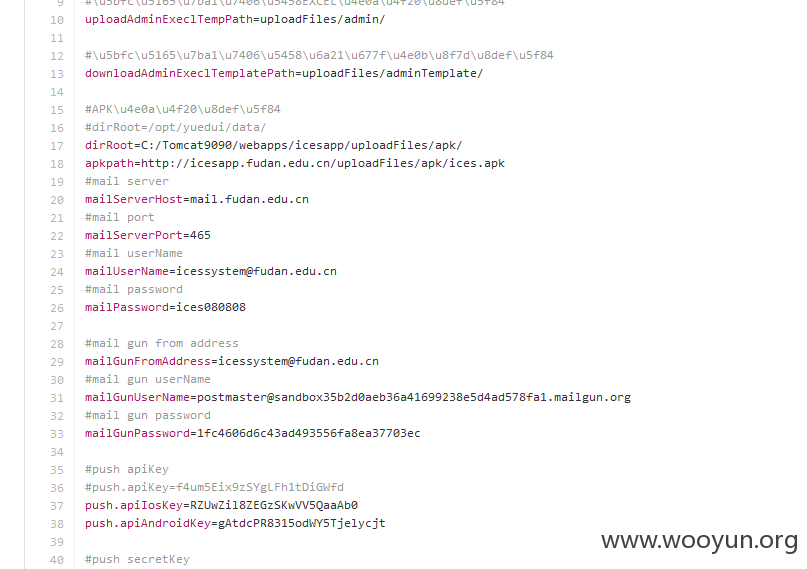 9 #\u5bfc\u5165\u7ba1\u7406\u5458EXCEL\u4e0a\u4f20\u8def\u5f84
10 uploadAdminExeclTempPath=uploadFiles/admin/
11
12 #\u5bfc\u5165\u7ba1\u7406\u5458\u6a21\u677f\u4e0b\u8f7d\u8def\u5f84
13 downloadAdminExeclTemplatePath=uploadFiles/adminTemplate/
14
15 #APK\u4e0a\u4f20\u8def\u5f84
16 #dirRoot=/opt/yuedui/data/
17 dirRoot=C:/Tomcat9090/webapps/icesapp/uploadFiles/apk/
18 apkpath=http://icesapp.fudan.edu.cn/uploadFiles/apk/ices.apk
19 #mail server
20 mailServerHost=mail.fudan.edu.cn
21 #mail port
22 mailServerPort=465
23 #mail userName
24 mailUserName=icessystem@fudan.edu.cn
25 #mail password
26 mailPassword=ices080808
27
28 #mail gun from address
29 mailGunFromAddress=icessystem@fudan.edu.cn
30 #mail gun userName
31 mailGunUserName=postmaster@sandbox35b2d0aeb36a41699238e5d4ad578fa1.mailgun.org
32 #mail gun password
33 mailGunPassword=1fc4606d6c43ad493556fa8ea37703ec
34
35 #push apiKey
36 #push.apiKey=f4um5Eix9zSYgLFh1tDiGWfd
37 push.apiIosKey=RZUwZil8ZEGzSKwVV5QaaAb0
38 push.apiAndroidKey=gAtdcPR8315odWY5Tjelycjt
39
40 #push secretKey
www.wooyun.org